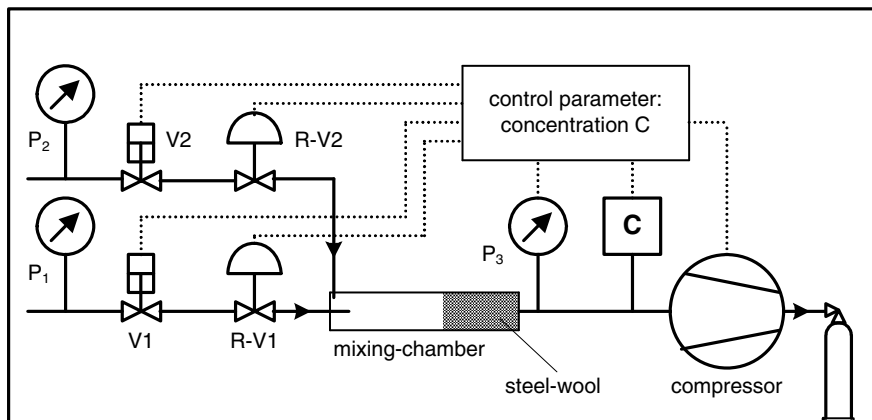 control parameter:
concentration C
P2
V2
R-V2
P1
P3
C
V1
R-V1
mixing-chamber
steel-wool
compressor